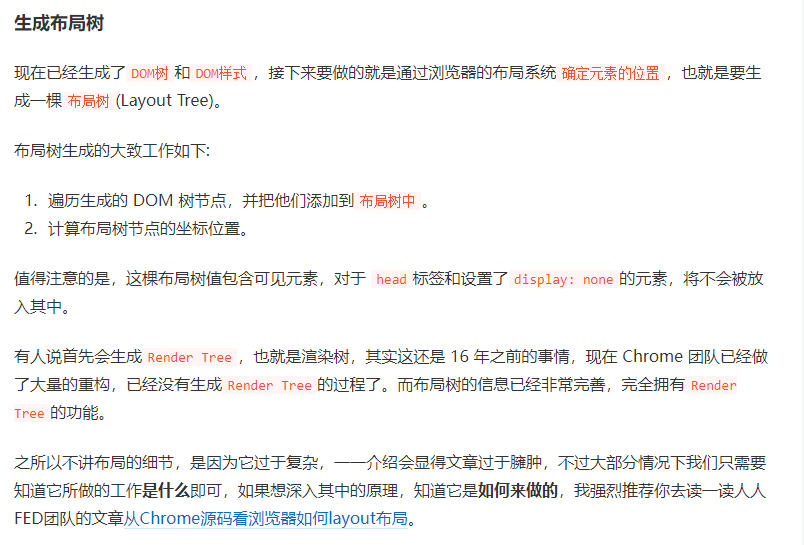 生成布局树
现在已经生成了 DOM树 和 DOM样式 ，接下来要做的就是通过浏览器的布局系统 确定元素的位置 ，也就是要生
成一棵 布局树 (Layout Tree)。
布局树生成的大致工作如下:
1. 遍历生成的 DOM 树节点，并把他们添加到 布局树中 。
2. 计算布局树节点的坐标位置。
值得注意的是，这棵布局树值包含可见元素，对于 head 标签和设置了 display: none 的元素，将不会被放
入其中。
有人说首先会生成 Render Tree ，也就是渲染树，其实这还是 16 年之前的事情，现在 Chrome 团队已经做
了大量的重构，已经没有生成 Render Tree 的过程了。而布局树的信息已经非常完善，完全拥有 Render
Tree 的功能。
之所以不讲布局的细节，是因为它过于复杂，一一介绍会显得文章过于臃肿，不过大部分情况下我们只需要
知道它所做的工作是什么即可，如果想深入其中的原理，知道它是如何来做的，我强烈推荐你去读一读人人
FED团队的文章从Chrome源码看浏览器如何layout布局。